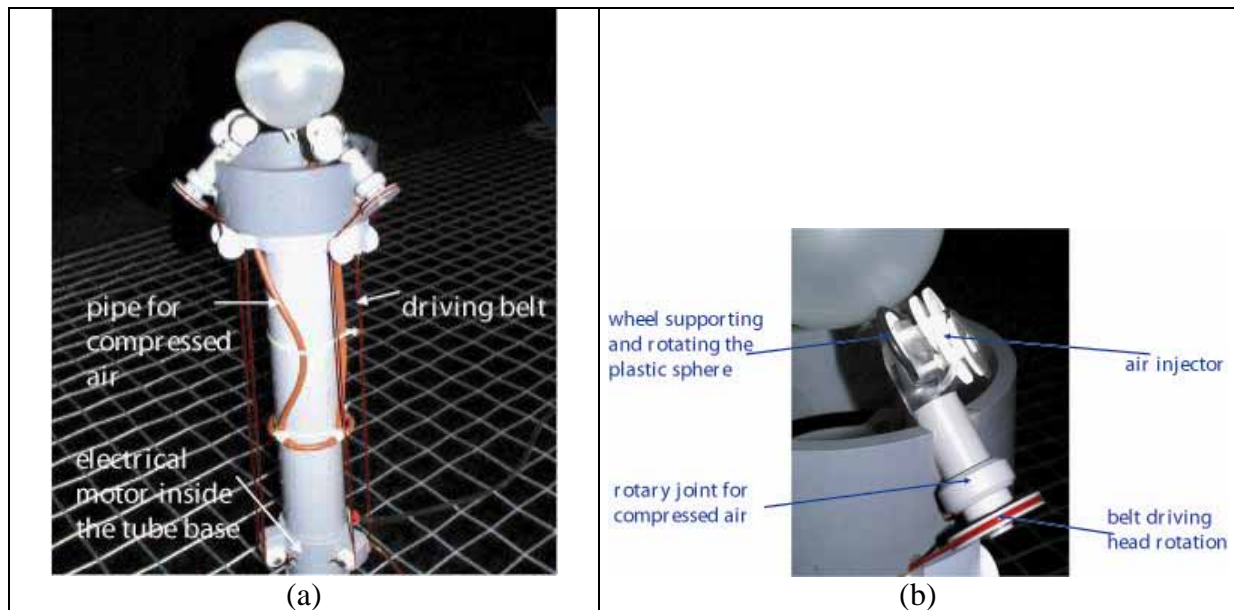 pipe for
compressed
air
driving belt
electrical
motor inside
the tube base
(a)
wheel supporting
and rotating the
plastic sphere
air injector
rotary joint for
compressed air
belt driving
head rotation
(b)